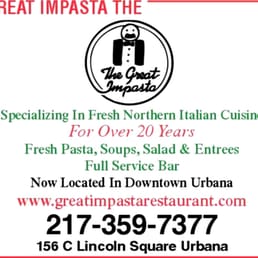 REAT IMPASTA THE
The Great
Impasta
Specializing In Fresh Northern Italian Cuisin
For Over 20 Years
Fresh Pasta, Soups, Salad & Entrees
Full Service Bar
Now Located In Downtown Urbana
www.greatimpastarestaurant.com
217-359-7377
156 C Lincoln Square Urbana